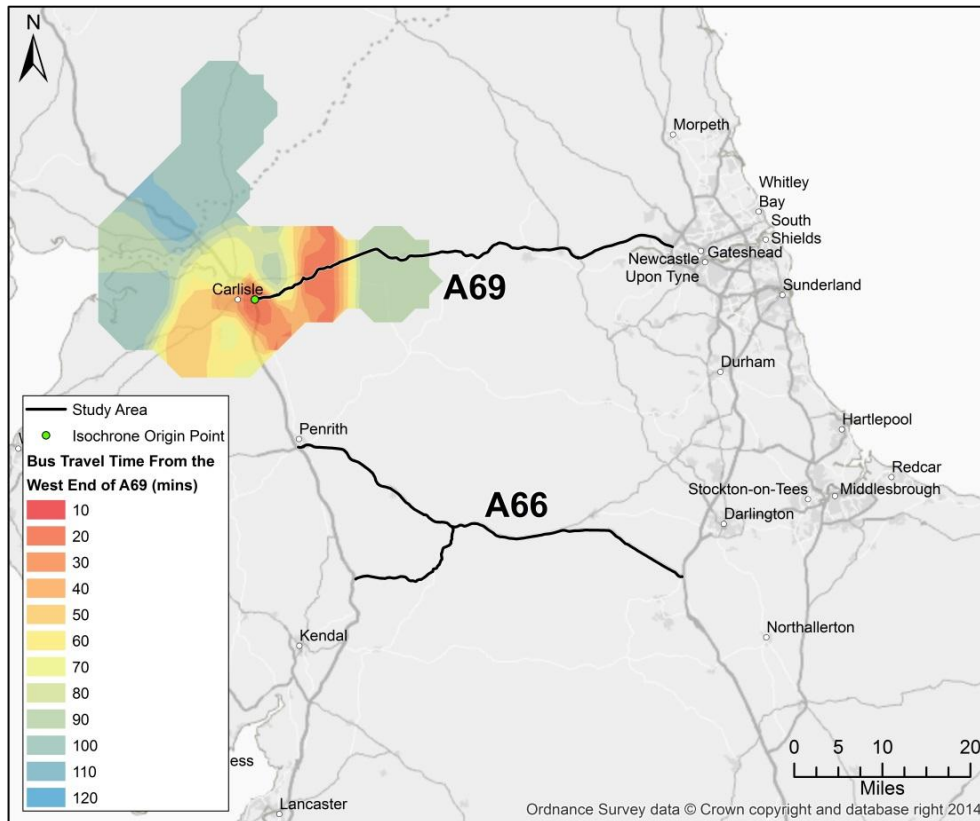 N
Morpeth
Whitley
Bay
South
Shields
Newcastle
Upon Tyne
Gateshead
Carlisle
A69
Sunderland
Durham
Study Area
Isochrone Origin Point
Bus Travel Time From the
West End of A69 (mins)
10
20
30
40
50
60
70
80
90
100
110
120
Penrith
Hartlepool
Redcar
A66
Stockton-on-Tees
Middlesbrough
Darlington
Kendal
Northallerton
ess
Lancaster
0 5 10 20
Miles
Ordnance Survey data © Crown copyright and database right 2014